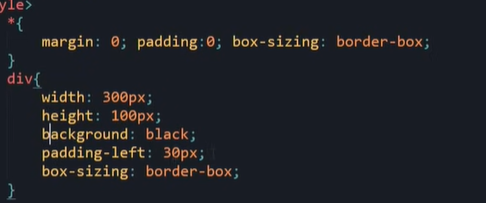 yle>
*{
margin: 0; padding:0; box-sizing: border-box;
}
div{
width: 300px;
height: 100px;
background: black;
padding-left: 30px;
box-sizing: border-box;
}